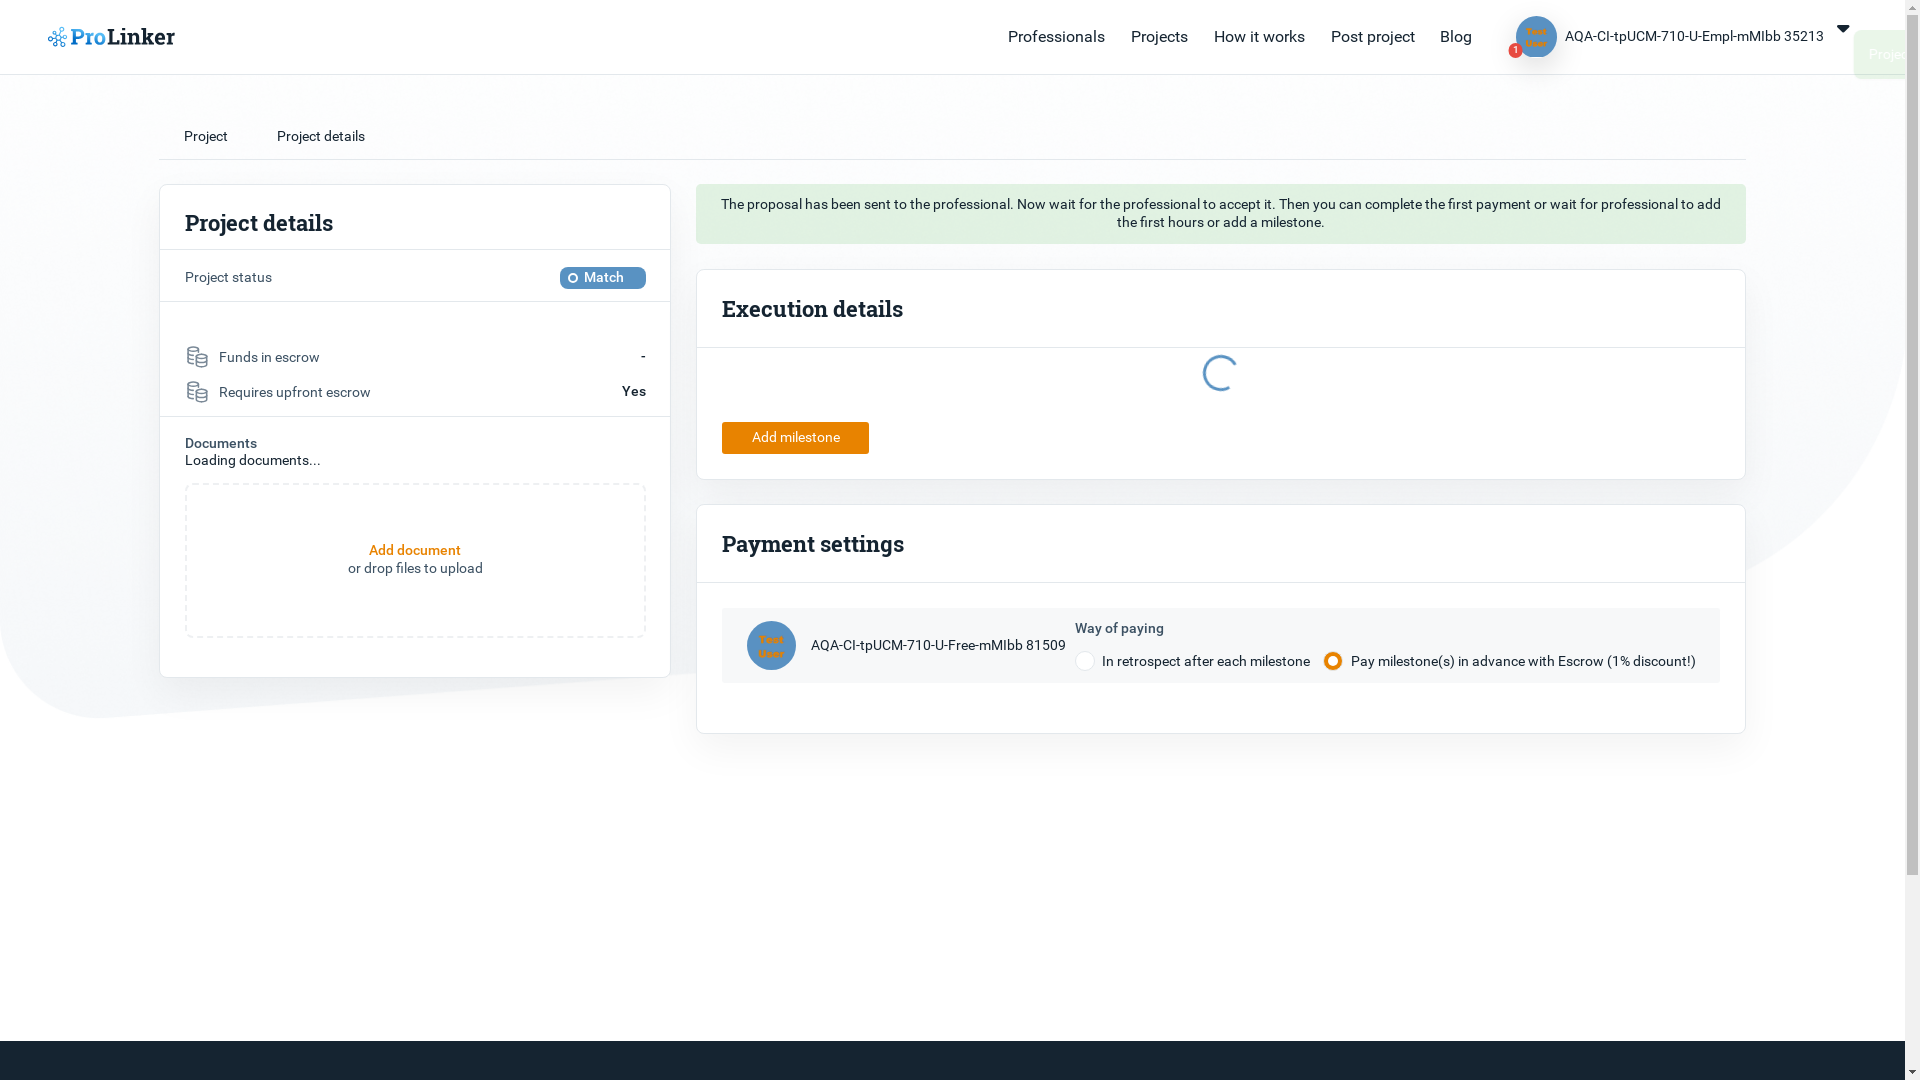 ProLinker
Professionals
Projects
How it works
Post project
Blog
Test
User
1
AQA-CI-tpUCM-710-U-Empl-mMIbb 35213
Project
Project details
Project details
Project status
Match
Funds in escrow
-
Requires upfront escrow
Yes
Documents
Loading documents...
Add document
or drop files to upload
The proposal has been sent to the professional. Now wait for the professional to accept it. Then you can complete the first payment or wait for professional to add
the first hours or add a milestone.
Execution details
Add milestone
Payment settings
Test
User
AQA-CI-tpUCM-710-U-Free-mMIbb 81509
Way of paying
In retrospect after each milestone
Pay milestone(s) in advance with Escrow (1% discount!)